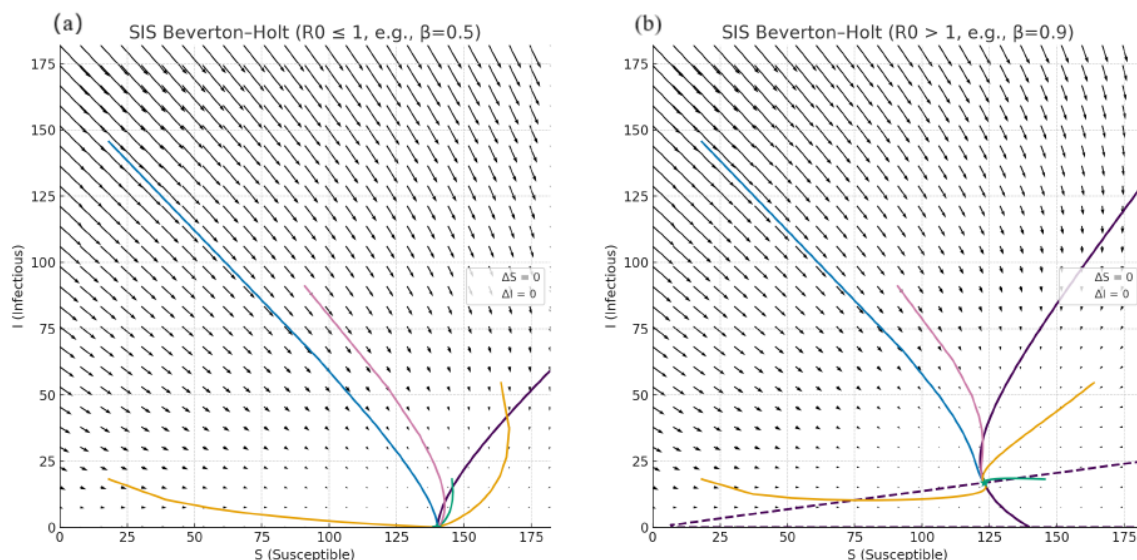 (a)
SIS Beverton–Holt (R0 ≤ 1, e.g., β=0.5)
175
150
125
100
75
50
25
0
I (Infectious)
0 25 50 75 100 125 150 175
S (Susceptible)
ΔS = 0
ΔI = 0
(b)
SIS Beverton–Holt (R0 > 1, e.g., β=0.9)
175
150
125
100
75
50
25
0
I (Infectious)
0 25 50 75 100 125 150 175
S (Susceptible)
ΔS = 0
ΔI = 0